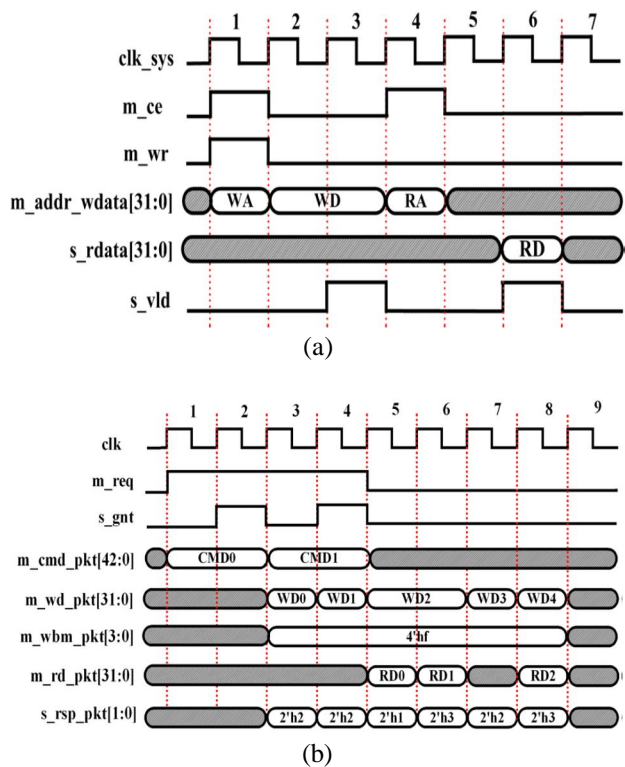 1 2 3 4 5 6 7
clk_sys
m_ce
m_wr
m_addr_wdata[31:0] WA WD RA
s_rdata[31:0] RD
s_vld
(a)
1 2 3 4 5 6 7 8 9
clk
m_req
s_gnt
m_cmd_pkt[42:0] CMD0 CMD1
m_wd_pkt[31:0] WD0 WD1 WD2 WD3 WD4
m_wbm_pkt[3:0] 4'hf
m_rd_pkt[31:0] RD0 RD1 RD2
s_rsp_pkt[1:0] 2'h2 2'h2 2'h1 2'h3 2'h2 2'h3
(b)